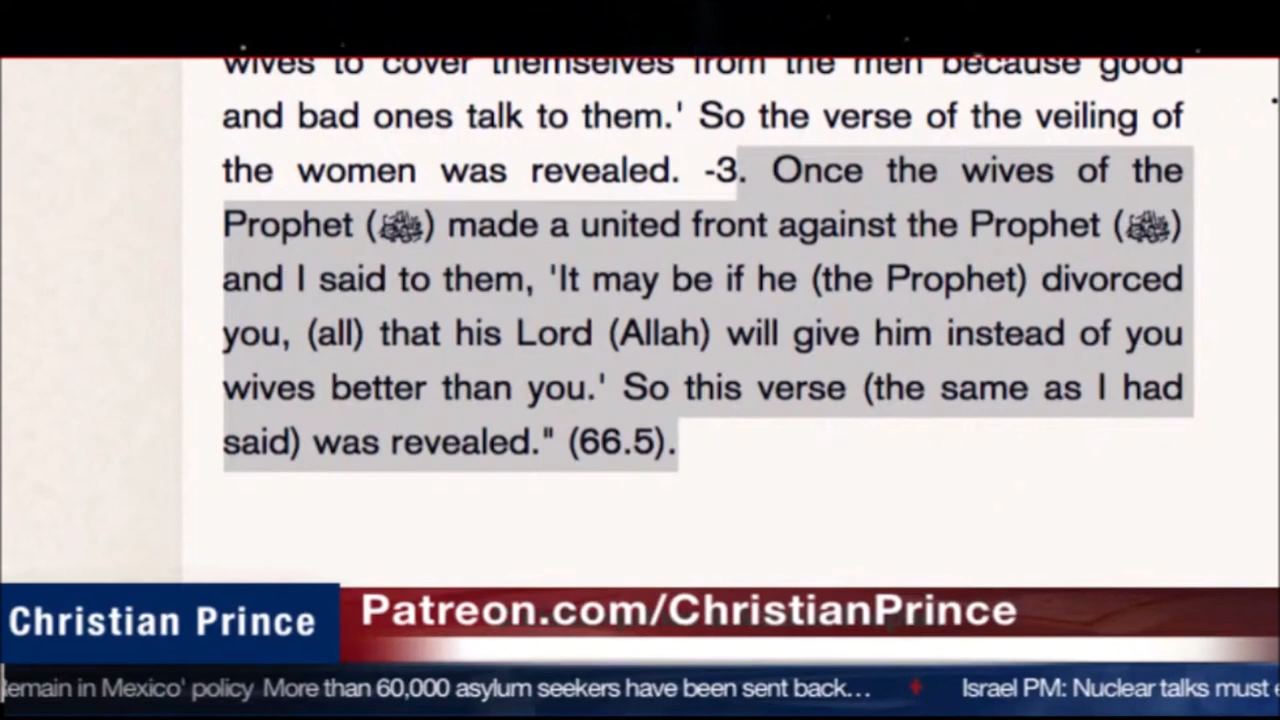 wives to cover themselves from the men because good
and bad ones talk to them.' So the verse of the veiling of
the women was revealed. -3. Once the wives of the
Prophet (ﷺ) made a united front against the Prophet (ﷺ)
and I said to them, 'It may be if he (the Prophet) divorced
you, (all) that his Lord (Allah) will give him instead of you
wives better than you.' So this verse (the same as I had
said) was revealed." (66.5).
Christian Prince
Patreon.com/ChristianPrince
emain in Mexico' policy More than 60,000 asylum seekers have been sent back... Israel PM: Nuclear talks must